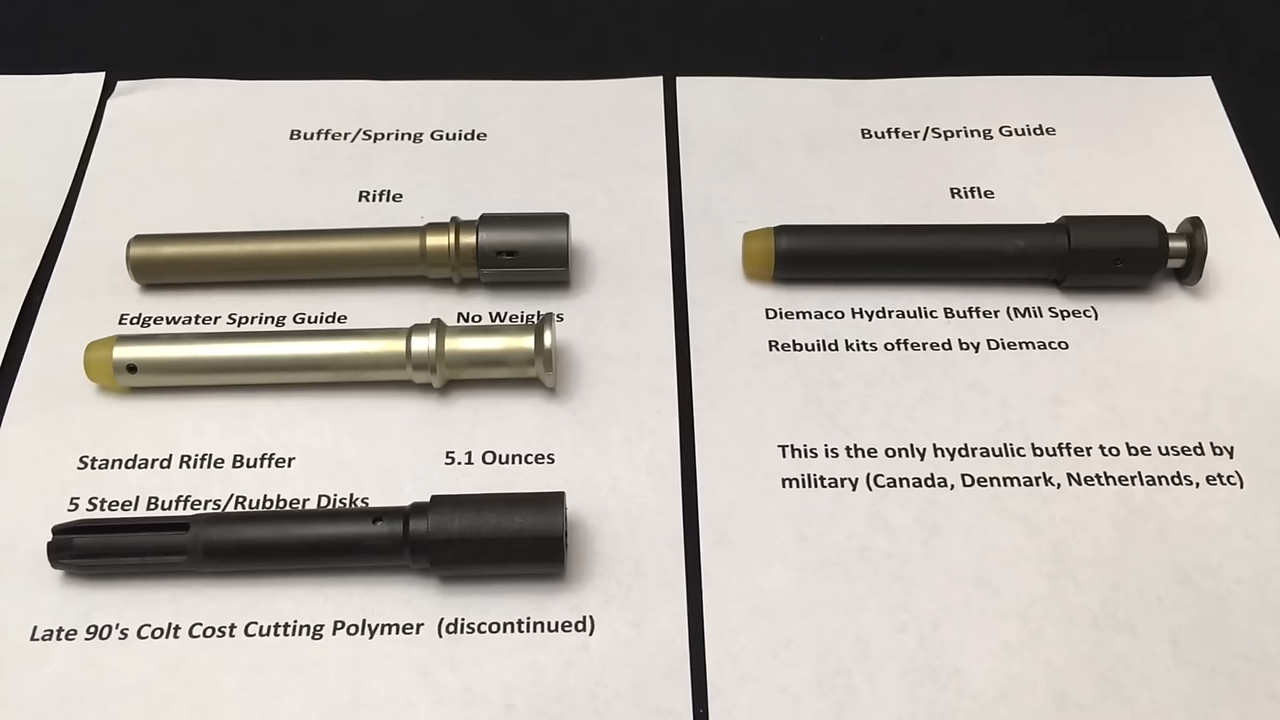 Buffer/Spring Guide
Rifle
Edgewater Spring Guide No Weights
Standard Rifle Buffer 5.1 Ounces
5 Steel Buffers/Rubber Disks
Late 90's Colt Cost Cutting Polymer (discontinued)
Buffer/Spring Guide
Rifle
Diemaco Hydraulic Buffer (Mil Spec)
Rebuild kits offered by Diemaco
This is the only hydraulic buffer to be used by
military (Canada, Denmark, Netherlands, etc)